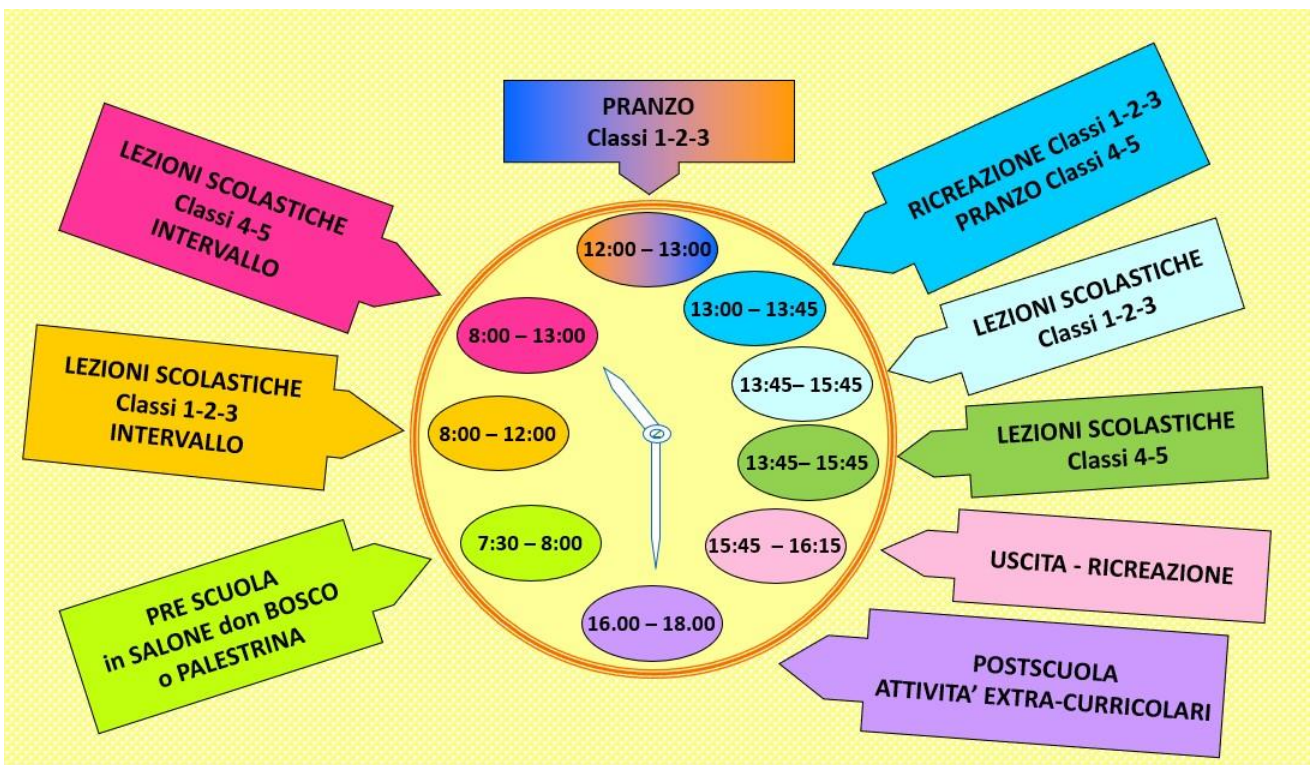 PRANZO
Classi 1-2-3
RICREAZIONE Classi 1-2-3
PRANZO Classi 4-5
LEZIONI SCOLASTICHE
Classi 1-2-3
LEZIONI SCOLASTICHE
Classi 4-5
USCITA - RICREAZIONE
POSTSCUOLA
ATTIVITA’ EXTRA-CURRICOLARI
PRE SCUOLA
in SALONE don BOSCO
o PALESTRINA
LEZIONI SCOLASTICHE
Classi 1-2-3
INTERVALLO
LEZIONI SCOLASTICHE
Classi 4-5
INTERVALLO
12:00 – 13:00
13:00 – 13:45
13:45– 15:45
13:45– 15:45
15:45 – 16:15
16.00 – 18.00
7:30 – 8:00
8:00 – 12:00
8:00 – 13:00